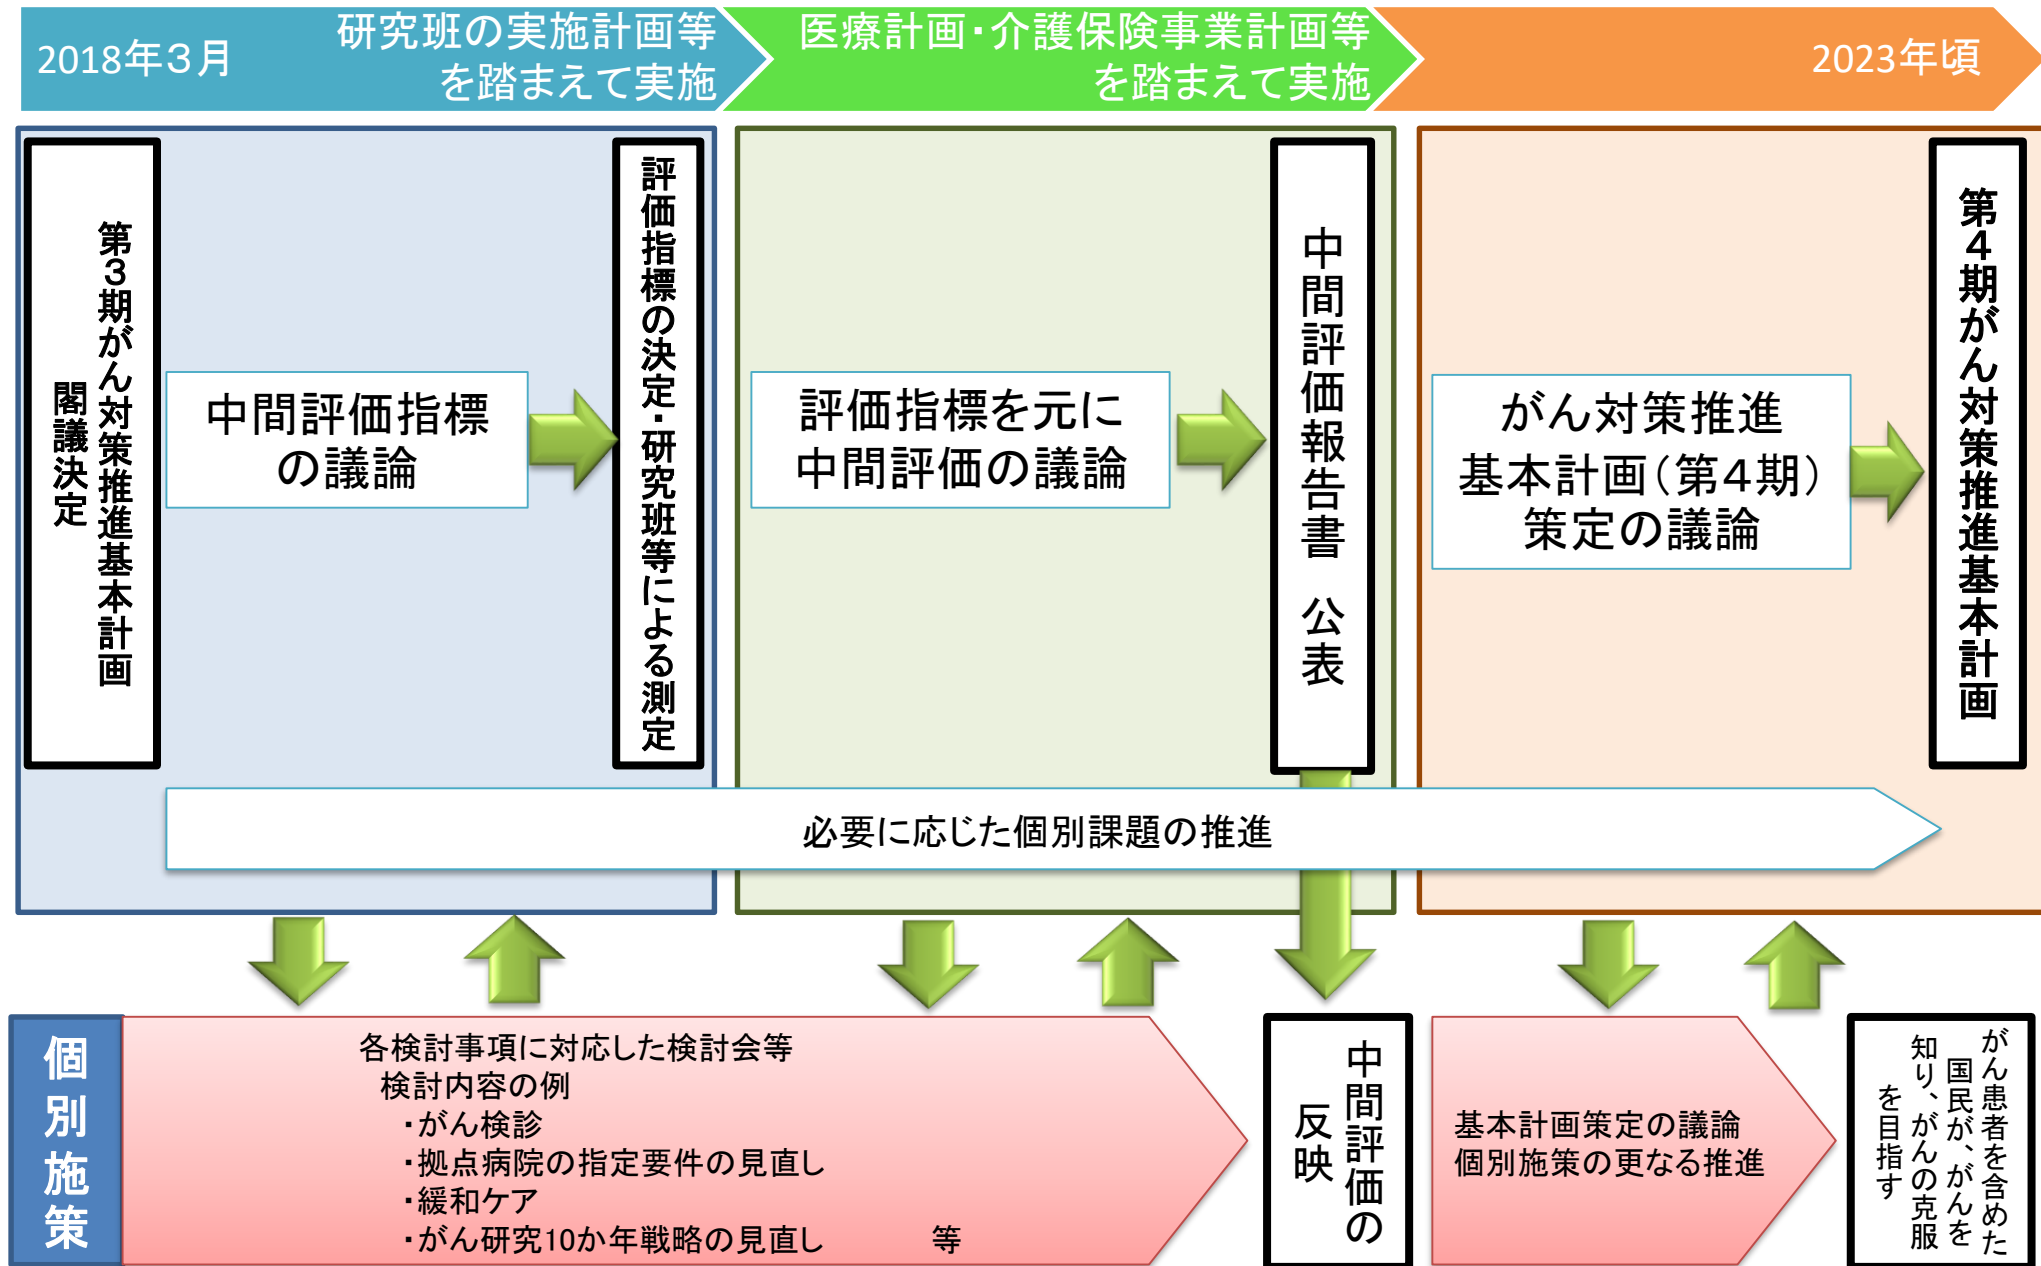 2018年３月
研究班の実施計画等
を踏まえて実施
医療計画・介護保険事業計画等
を踏まえて実施
2023年頃
第３期がん対策推進基本計画
閣議決定
中間評価指標
の議論
評価指標の決定・研究班等による測定
評価指標を元に
中間評価の議論
中間評価報告書　公表
がん対策推進
基本計画（第４期）
策定の議論
第４期がん対策推進基本計画
必要に応じた個別課題の推進
個別施策
各検討事項に対応した検討会等
検討内容の例
・がん検診
・拠点病院の指定要件の見直し
・緩和ケア
・がん研究10か年戦略の見直し　　　等
中間評価の
反映
基本計画策定の議論
個別施策の更なる推進
がん患者を含めた
国民が、がんを
知り、がんの克服
を目指す